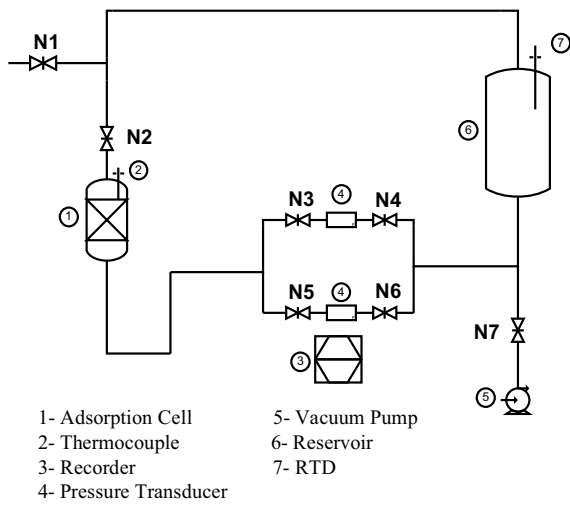 7
N1
6
N2
2
1
N3
4
N4
N5
4
N6
N7
3
5
1- Adsorption Cell
2- Thermocouple
3- Recorder
4- Pressure Transducer
5- Vacuum Pump
6- Reservoir
7- RTD